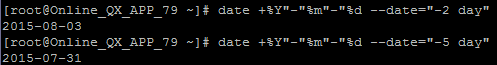 [root@Online_QX_APP_79 ~]# date +%Y"-"%m"-"%d --date="-2 day"
2015-08-03
[root@Online_QX_APP_79 ~]# date +%Y"-"%m"-"%d --date="-5 day"
2015-07-31